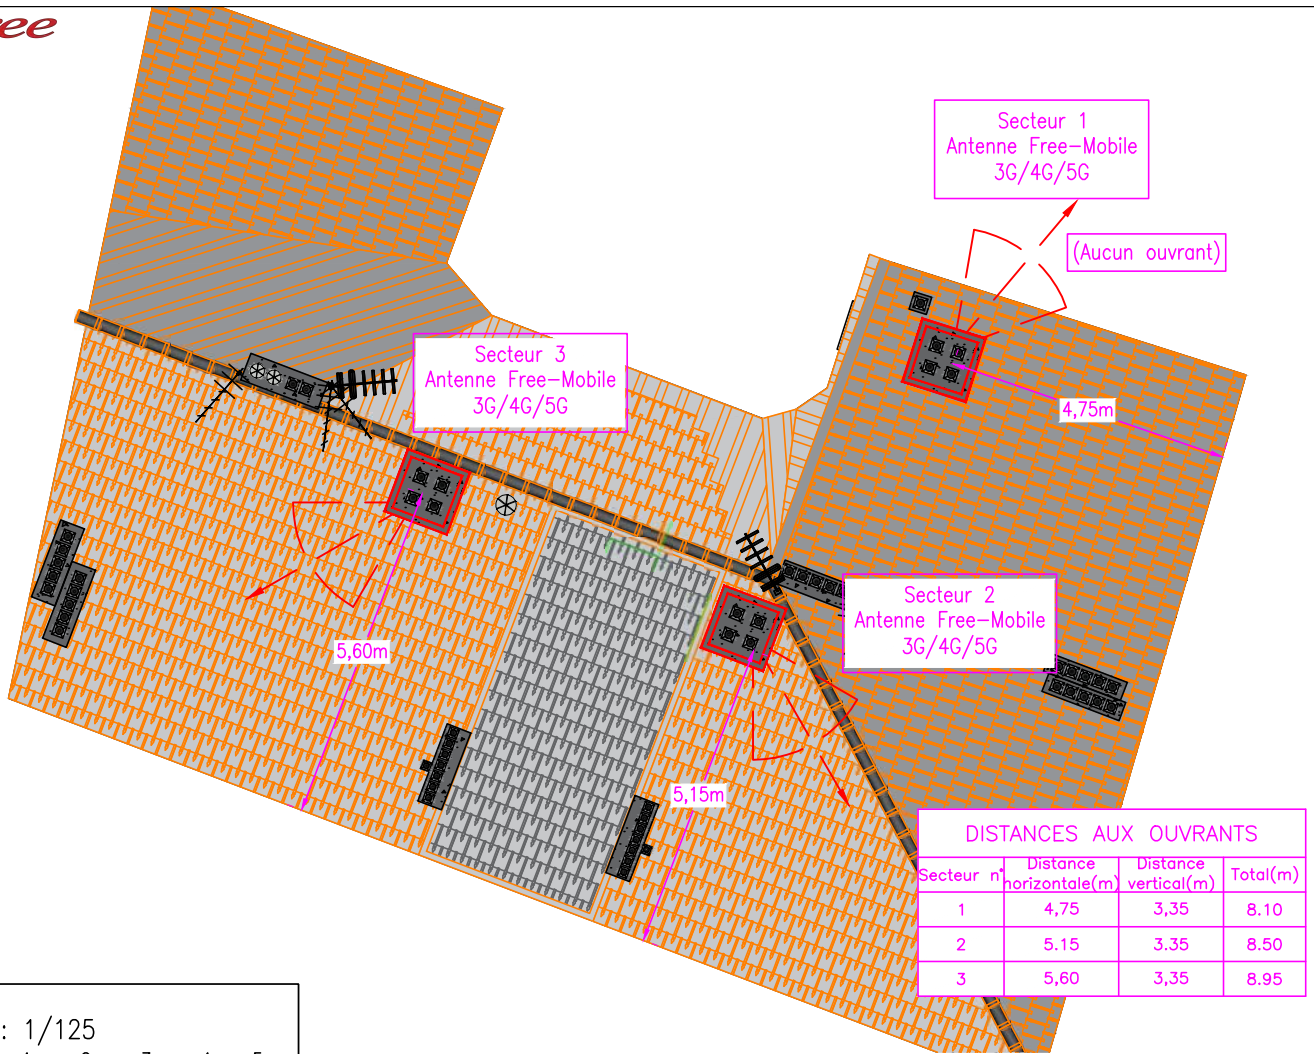 Secteur 1
Antenne Free-Mobile
3G/4G/5G
(Aucun ouvrant)
Secteur 3
Antenne Free-Mobile
3G/4G/5G
4,75m
Secteur 2
Antenne Free-Mobile
3G/4G/5G
5,60m
5,15m
DISTANCES AUX OUVRANTS
Secteur n° Distance horizontale(m) Distance vertical(m) Total(m)
1 4,75 3,35 8.10
2 5.15 3.35 8.50
3 5,60 3,35 8.95
: 1/125